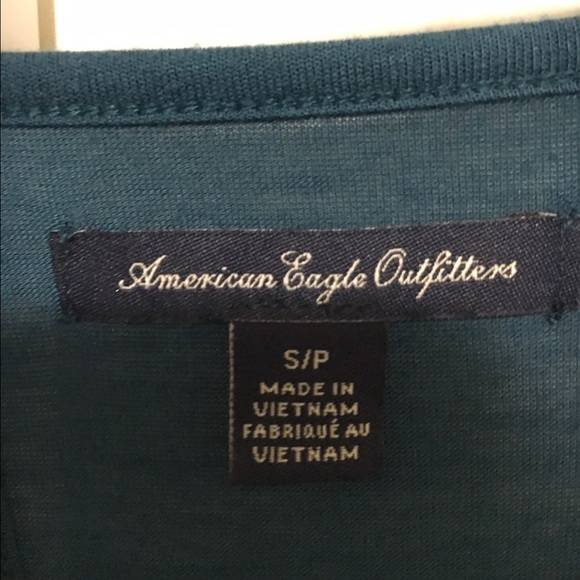 American Eagle Outfitters
S/P
MADE IN
VIETNAM
FABRIQUÉ AU
VIETNAM